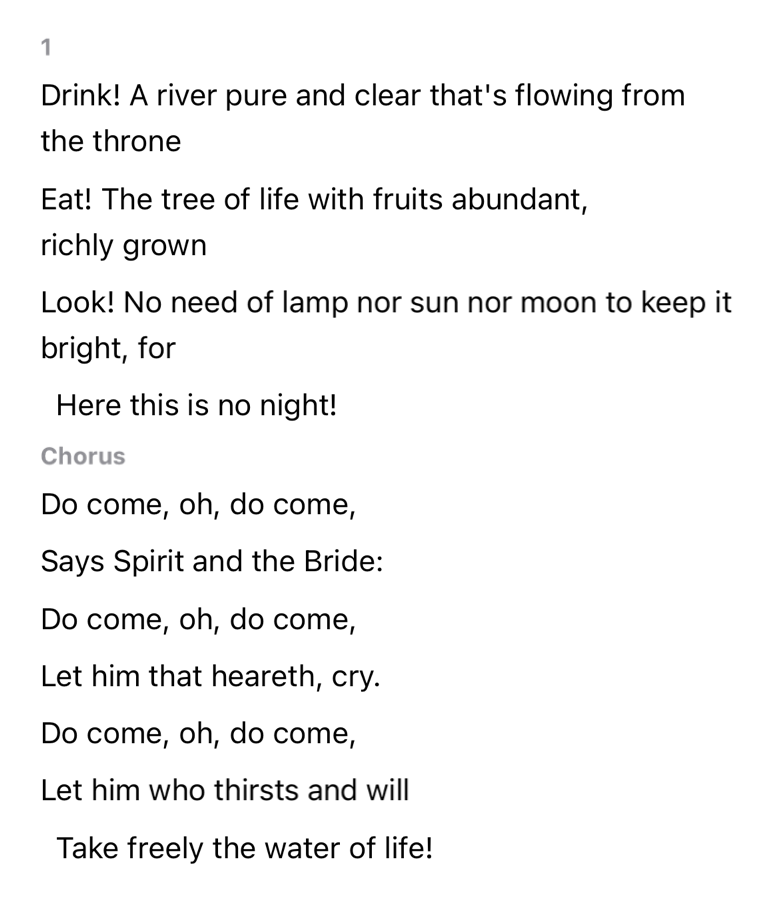 1
Drink! A river pure and clear that's flowing from
the throne
Eat! The tree of life with fruits abundant,
richly grown
Look! No need of lamp nor sun nor moon to keep it
bright, for
Here this is no night!
Chorus
Do come, oh, do come,
Says Spirit and the Bride:
Do come, oh, do come,
Let him that heareth, cry.
Do come, oh, do come,
Let him who thirsts and will
Take freely the water of life!